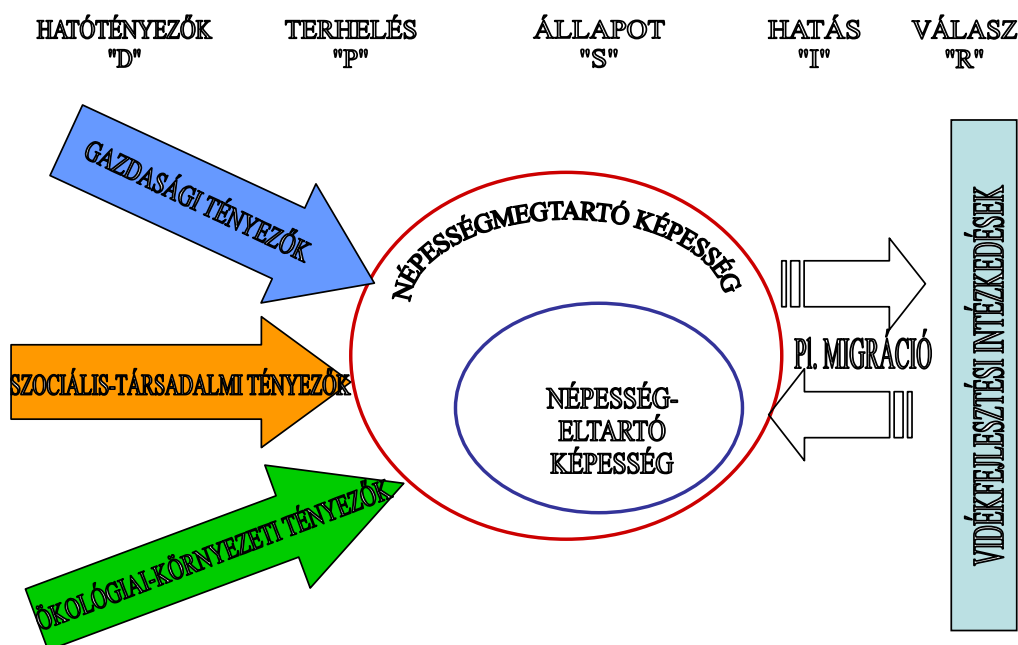 HATÓTÉNYEZŐK
"D"
TERHELÉS
"P"
ÁLLAPOT
"S"
HATÁS
"I"
VÁLASZ
"R"
GAZDASÁGI TÉNYEZŐK
SZOCIÁLIS-TÁRSADALMI TÉNYEZŐK
ÖKOLÓGIAI-KÖRNYEZETI TÉNYEZŐK
NÉPESSÉGMEGTARTÓ KÉPESSÉG
NÉPESSÉG-
ELTARTÓ
KÉPESSÉG
Pl. MIGRÁCIÓ
VIDÉKFEJLESZTÉSI INTÉZKEDÉSEK